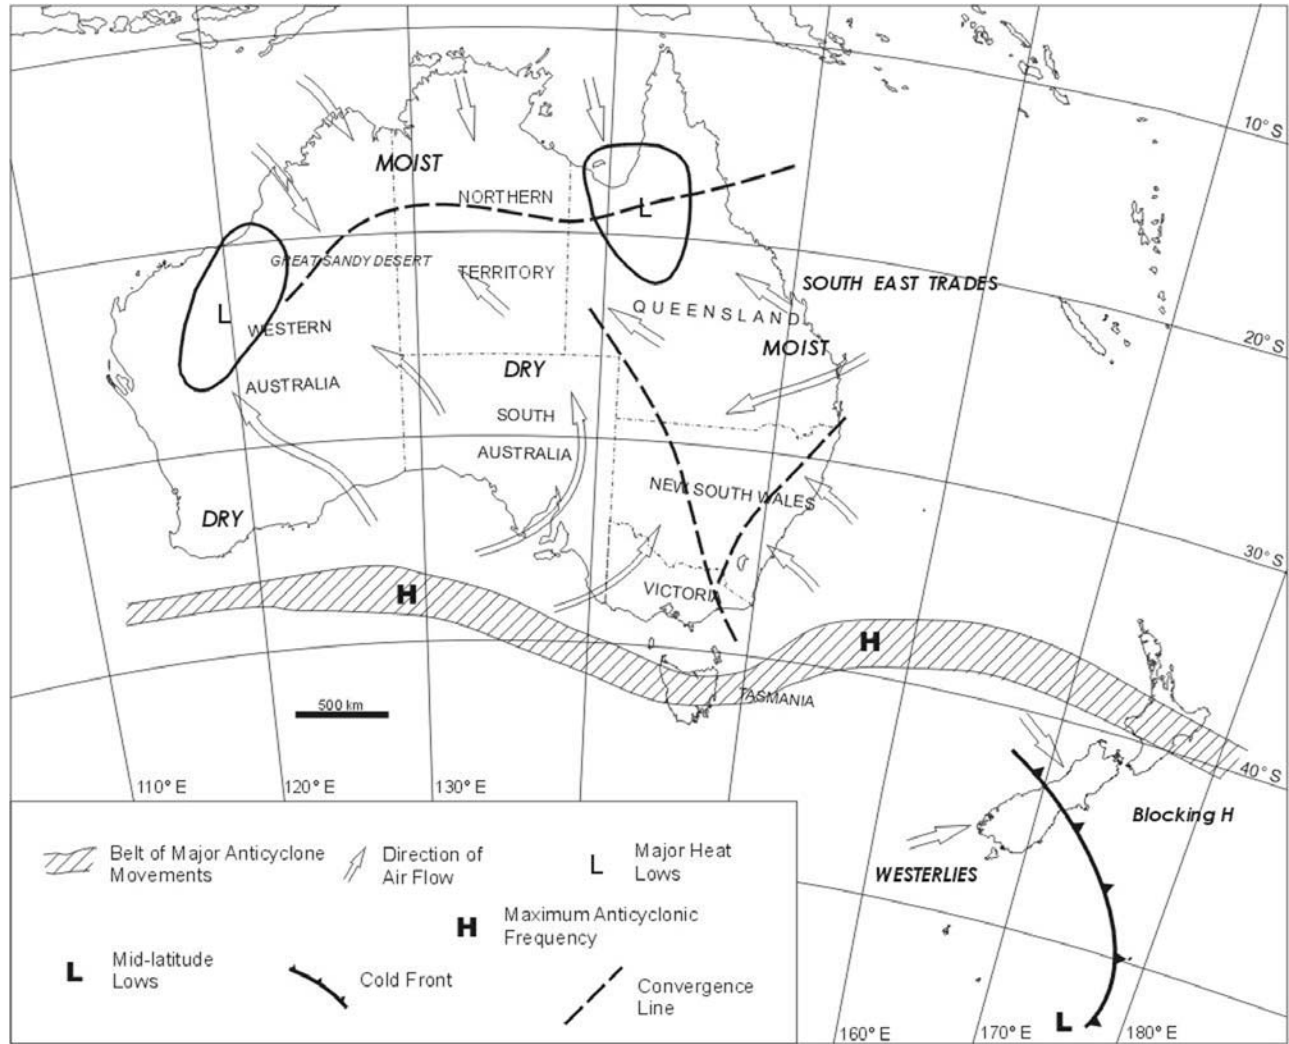 10° S
MOIST
NORTHERN
L
GREAT SANDY DESERT
TERRITORY
SOUTH EAST TRADES
L
WESTERN
QUEENSLAND
20° S
MOIST
DRY
AUSTRALIA
SOUTH
AUSTRALIA
NEW SOUTH WALES
DRY
30° S
H
VICTORIA
H
TASMANIA
500 km
40° S
110° E
120° E
130° E
Blocking H
WESTERLIES
L
160° E
170° E
180° E
Belt of Major Anticyclone
Movements
Direction of
Air Flow
L
Major Heat
Lows
H
Maximum Anticyclonic
Frequency
L
Mid-latitude
Lows
Cold Front
Convergence
Line